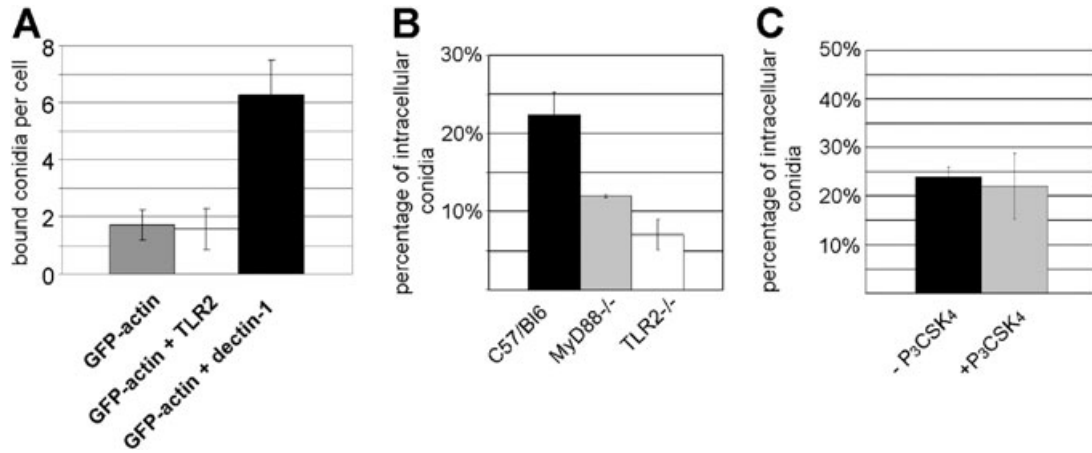 A
bound conidia per cell
8
6
4
2
0
GFP-actin
GFP-actin + TLR2
GFP-actin + dectin-1
B
percentage of intracellular
conidia
30%
20%
10%
C57/Bl6
MyD88-/-
TLR2-/-
C
percentage of intracellular
conidia
50%
40%
30%
20%
10%
- P₃CSK₄
+P₃CSK₄